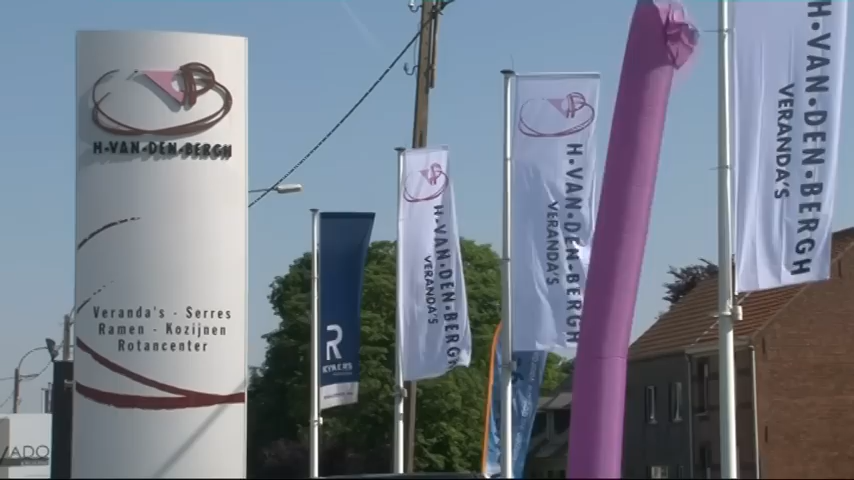 H·VAN·DEN·BERGH
Veranda's - Serres
Ramen - Kozijnen
Rotancenter
R
H·VAN·DEN·BERGH
VERANDA'S
H·VAN·DEN·BERGH
VERANDA'S
H·VAN·DEN·BERGH
VERANDA'S